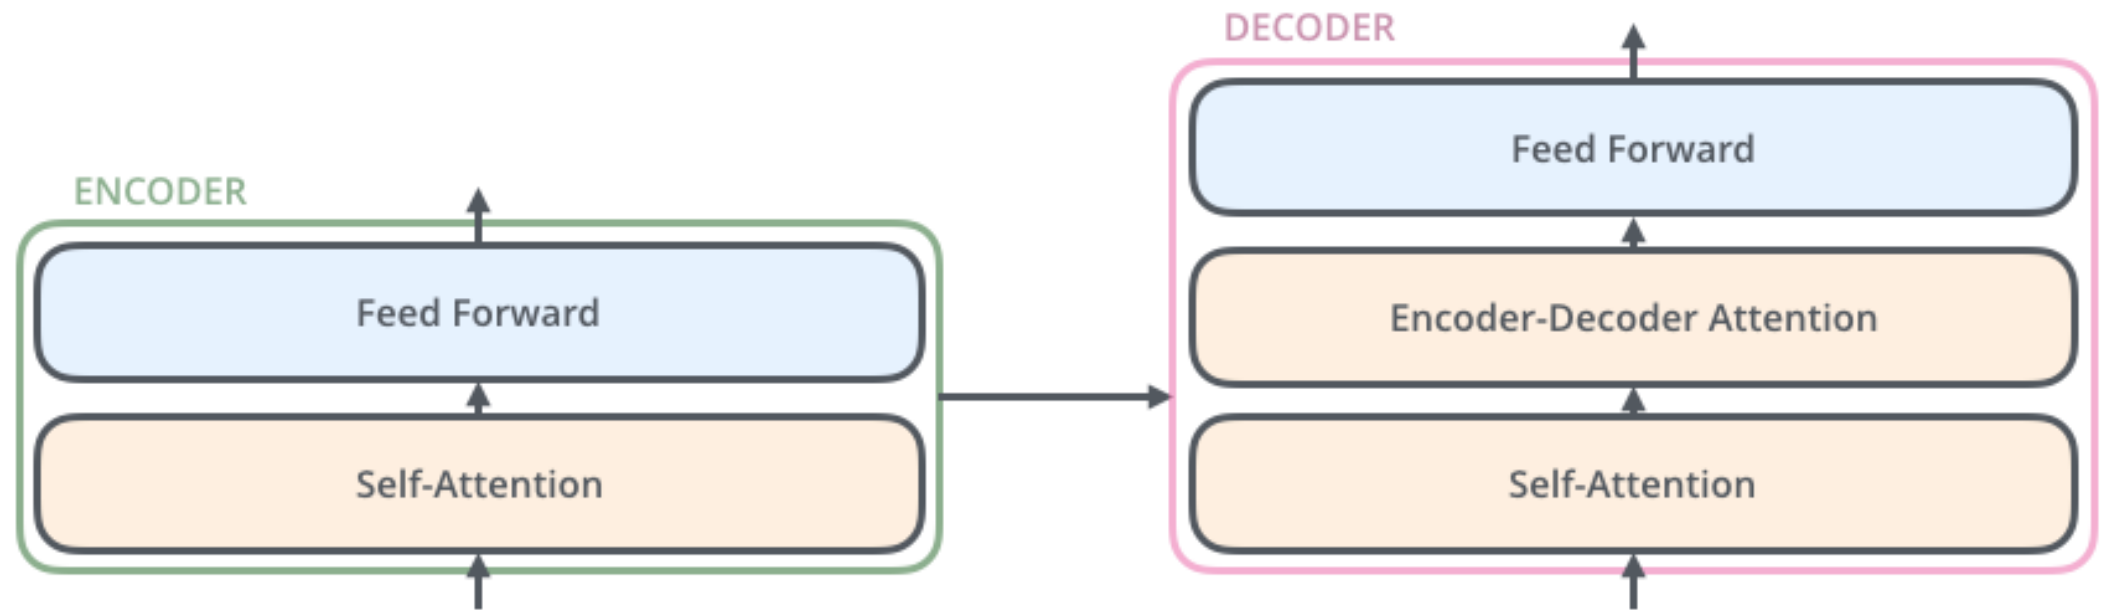 ENCODER
Feed Forward
Self-Attention
DECODER
Feed Forward
Encoder-Decoder Attention
Self-Attention